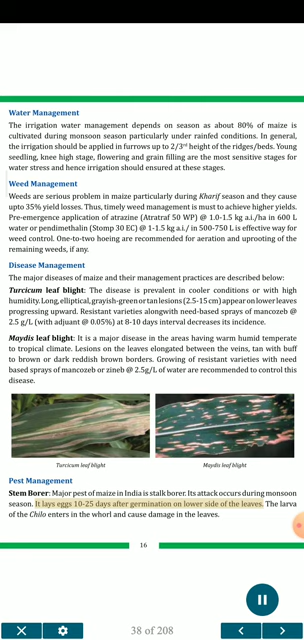 Water Management
The irrigation water management depends on season as about 80% of maize is
cultivated during monsoon season particularly under rainfed conditions. In general,
the irrigation should be applied in furrows up to 2/3rd height of the ridges/beds. Young
seedling, knee high stage, flowering and grain filling are the most sensitive stages for
water stress and hence irrigation should ensured at these stages.
Weed Management
Weeds are serious problem in maize particularly during Kharif season and they cause
upto 35% yield losses. Thus, timely weed management is must to achieve higher yields.
Pre-emergence application of atrazine (Atratraf 50 WP) @ 1.0-1.5 kg a.i/ha in 600 L
water or pendimethalin (Stomp 30 EC) @ 1-1.5 kg a.i./ in 500-750 L is effective way for
weed control. One-to-two hoeing are recommended for aeration and uprooting of the
remaining weeds, if any.
Disease Management
The major diseases of maize and their management practices are described below:
Turcicum leaf blight: The disease is prevalent in cooler conditions or with high
humidity. Long, elliptical, grayish-green or tan lesions (2.5-15 cm) appear on lower leaves
progressing upward. Resistant varieties alongwith need-based sprays of mancozeb @
2.5 g/L (with adjuant @ 0.05%) at 8-10 days interval decreases its incidence.
Maydis leaf blight: It is a major disease in the areas having warm humid temperate
to tropical climate. Lesions on the leaves elongated between the veins, tan with buff
to brown or dark reddish brown borders. Growing of resistant varieties with need
based sprays of mancozeb or zineb @ 2.5g/L of water are recommended to control this
disease.
Turcicum leaf blight
Maydis leaf blight
Pest Management
Stem Borer: Major pest of maize in India is stalk borer. Its attack occurs during monsoon
season. It lays eggs 10-25 days after germination on lower side of the leaves. The larva
of the Chilo enters in the whorl and cause damage in the leaves.
16
38 of 208